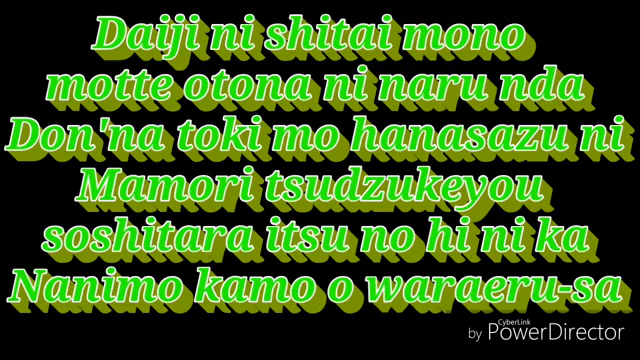 Daiji ni shitai mono
motte otona ni naru nda
Don'na toki mo hanasazu ni
Mamori tsudzukeyou
soshitara itsu no hi ni ka
Nanimo kamo o waraeru-sa
by CyberLink PowerDirector